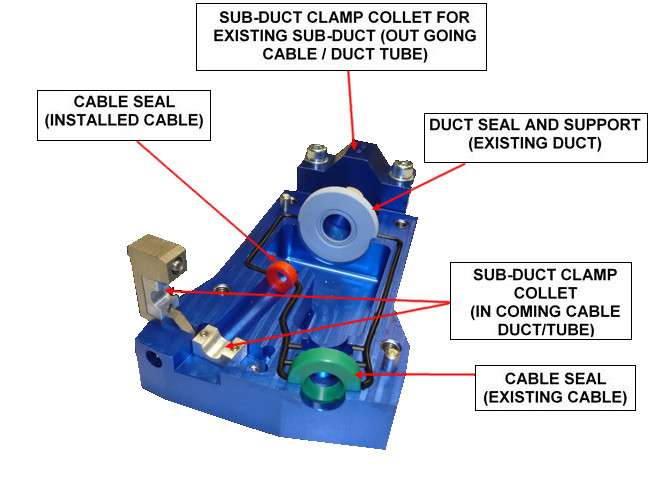 SUB-DUCT CLAMP COLLET FOR
EXISTING SUB-DUCT (OUT GOING
CABLE / DUCT TUBE)
CABLE SEAL
(INSTALLED CABLE)
DUCT SEAL AND SUPPORT
(EXISTING DUCT)
SUB-DUCT CLAMP
COLLET
(IN COMING CABLE
DUCT/TUBE)
CABLE SEAL
(EXISTING CABLE)